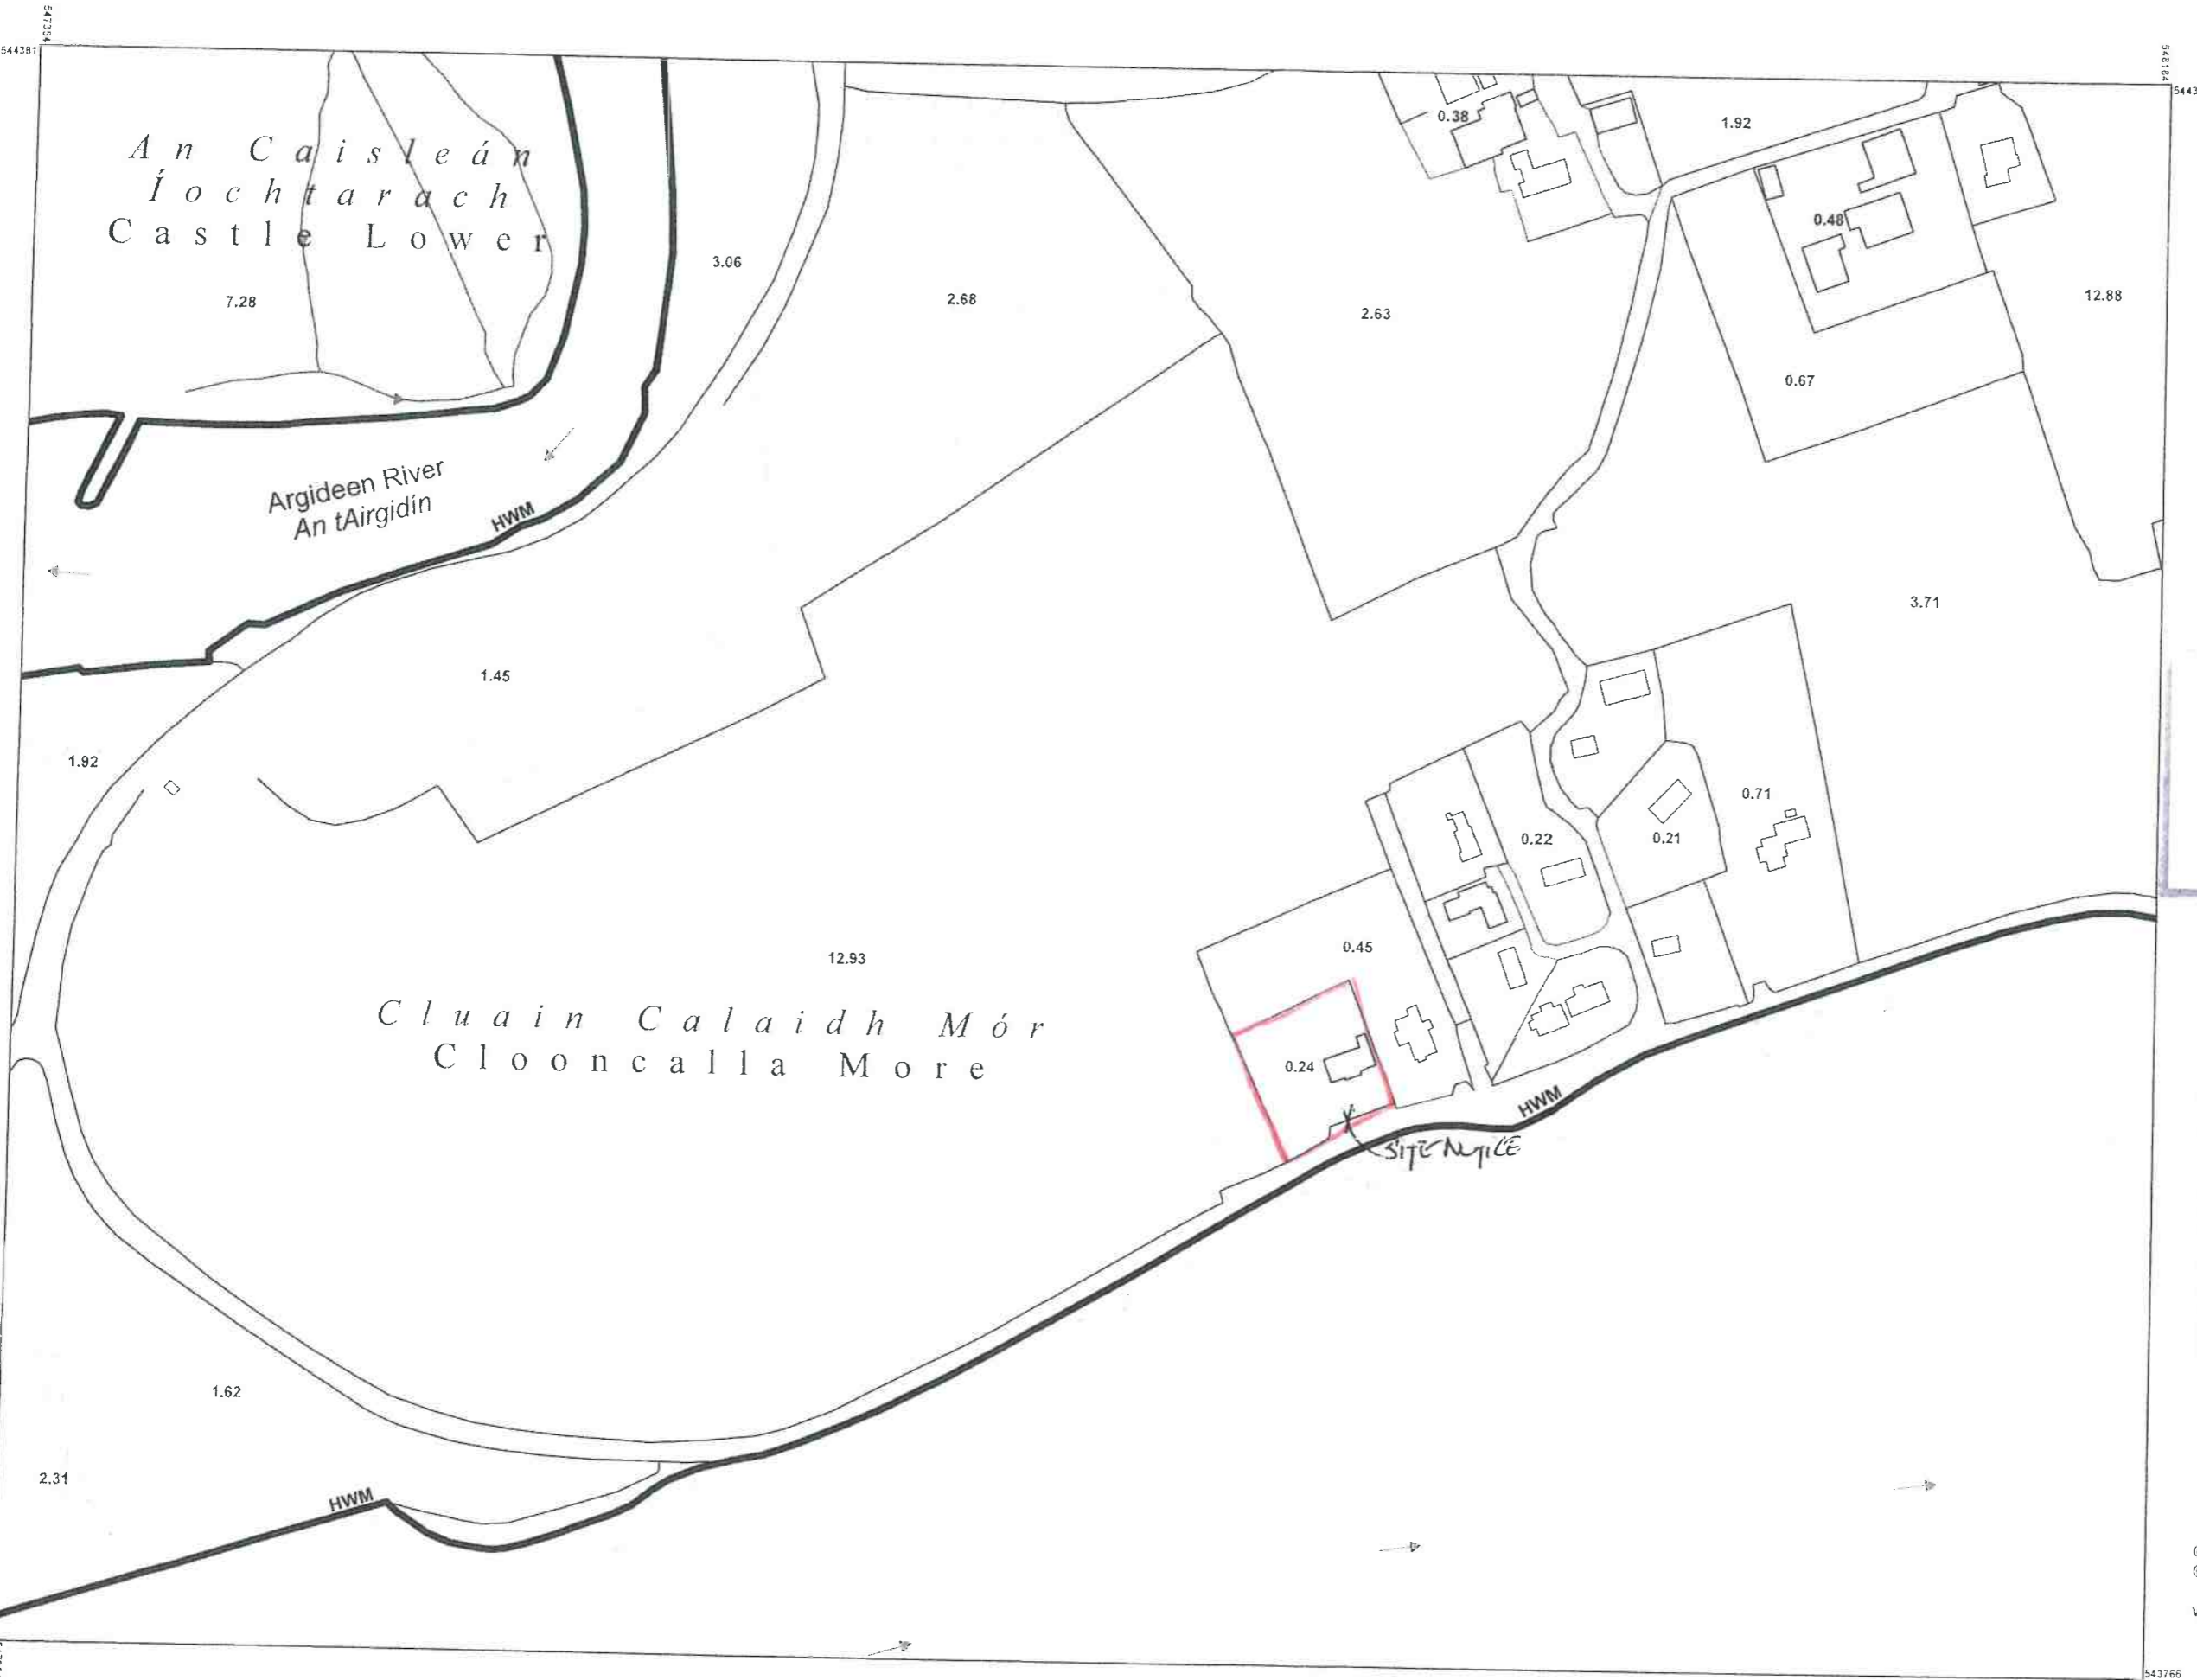 547354
544381
548184
5443
An Caisleán
Íochtarach
Castle Lower
7.28
3.06
2.68
2.63
0.38
1.92
0.48
12.88
0.67
Argideen River
An tAirgidín
HWM
1.45
3.71
1.92
0.71
0.22
0.21
0.45
12.93
Cluain Calaidh Mór
Clooncalla More
0.24
HWM
SITE NOTICE
1.62
2.31
HWM
543766